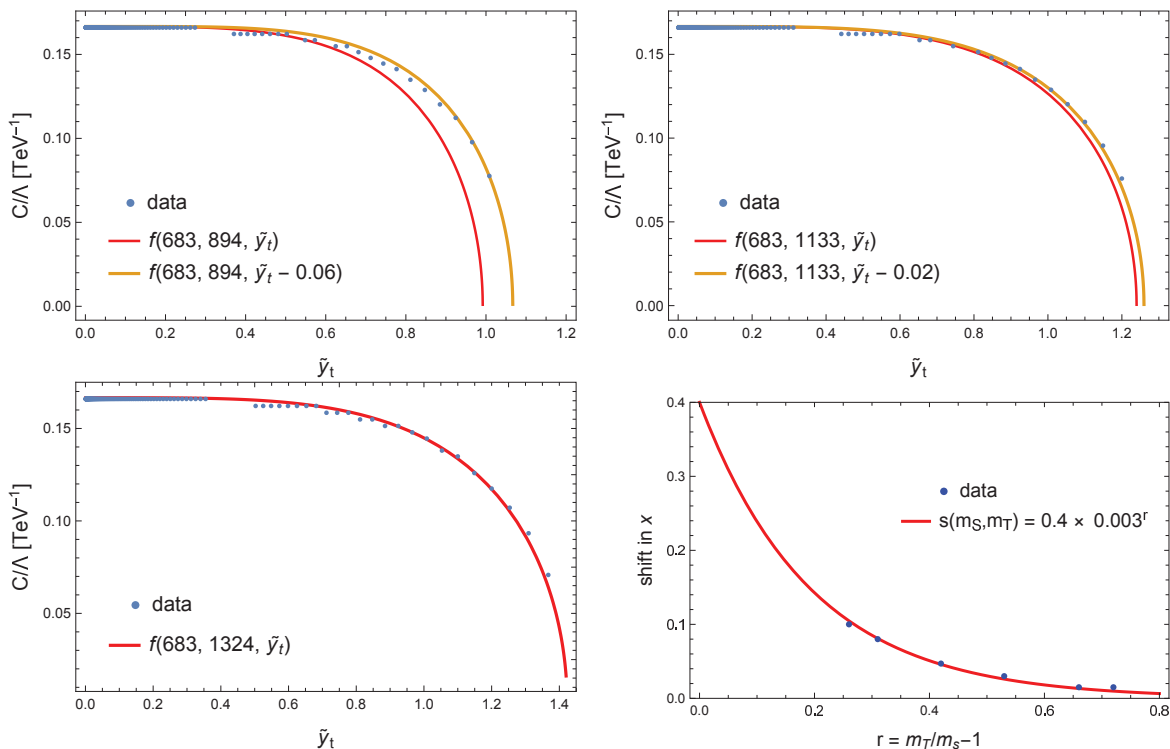 C/Λ [TeV⁻¹]
0.15
0.10
0.05
0.00
data
f(683, 894, ỹₜ)
f(683, 894, ỹₜ − 0.06)
0.0 0.2 0.4 0.6 0.8 1.0 1.2
ỹₜ
C/Λ [TeV⁻¹]
0.15
0.10
0.05
0.00
data
f(683, 1133, ỹₜ)
f(683, 1133, ỹₜ − 0.02)
0.0 0.2 0.4 0.6 0.8 1.0 1.2
ỹₜ
C/Λ [TeV⁻¹]
0.15
0.10
0.05
data
f(683, 1324, ỹₜ)
0.0 0.2 0.4 0.6 0.8 1.0 1.2 1.4
ỹₜ
shift in x
0.4
0.3
0.2
0.1
0.0
data
s(m_S,m_T) = 0.4 × 0.003^r
0.0 0.2 0.4 0.6 0.8
r = m_T/m_s−1